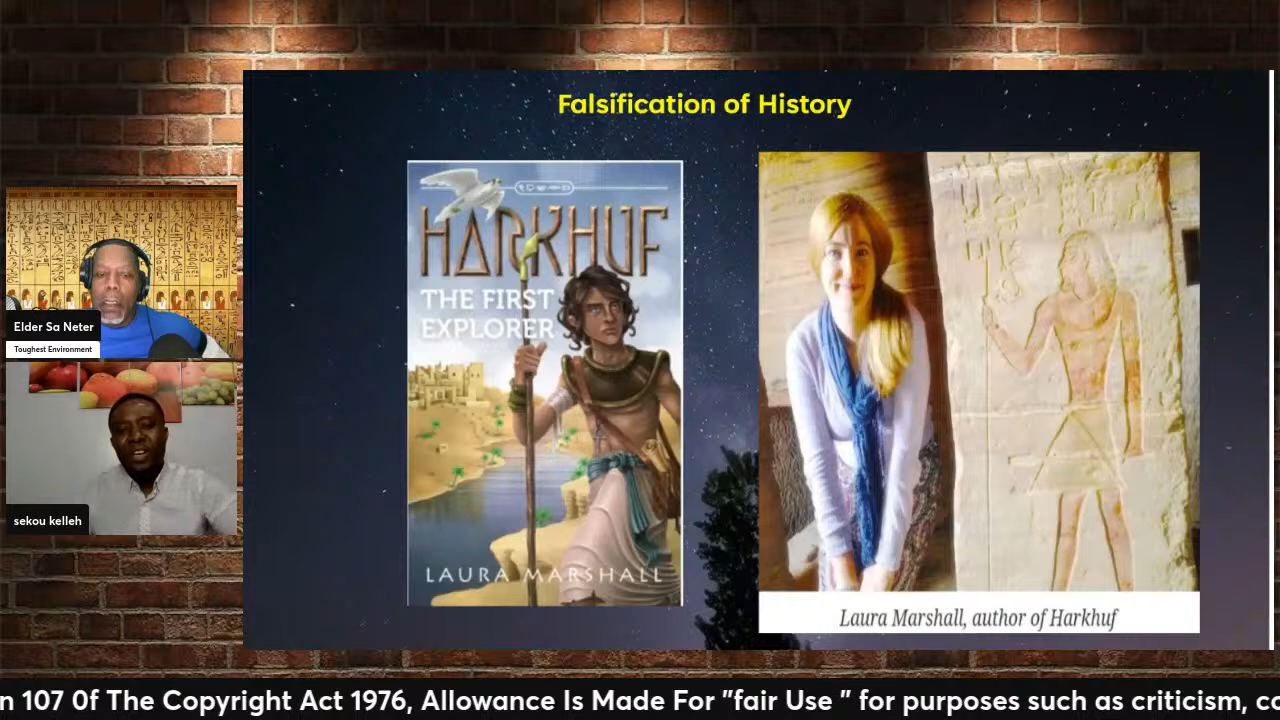 Falsification of History
HARKHUF
THE FIRST
EXPLORER
LAURA MARSHALL
Laura Marshall, author of Harkhuf
Elder Sa Neter
Toughest Environment
sekou kelleh
n 107 0f The Copyright Act 1976, Allowance Is Made For "fair Use " for purposes such as criticism, co